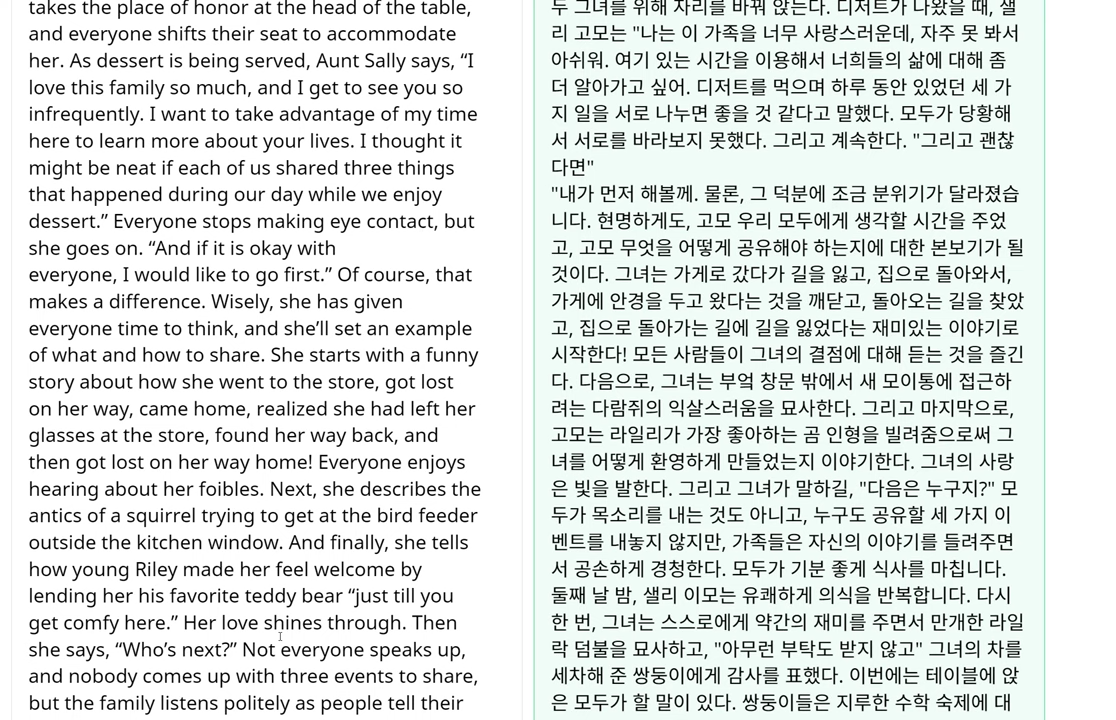 takes the place of honor at the head of the table,
and everyone shifts their seat to accommodate
her. As dessert is being served, Aunt Sally says, “I
love this family so much, and I get to see you so
infrequently. I want to take advantage of my time
here to learn more about your lives. I thought it
might be neat if each of us shared three things
that happened during our day while we enjoy
dessert.” Everyone stops making eye contact, but
she goes on. “And if it is okay with
everyone, I would like to go first.” Of course, that
makes a difference. Wisely, she has given
everyone time to think, and she’ll set an example
of what and how to share. She starts with a funny
story about how she went to the store, got lost
on her way, came home, realized she had left her
glasses at the store, found her way back, and
then got lost on her way home! Everyone enjoys
hearing about her foibles. Next, she describes the
antics of a squirrel trying to get at the bird feeder
outside the kitchen window. And finally, she tells
how young Riley made her feel welcome by
lending her his favorite teddy bear “just till you
get comfy here.” Her love shines through. Then
she says, “Who’s next?” Not everyone speaks up,
and nobody comes up with three events to share,
but the family listens politely as people tell their
두 그녀를 위해 자리를 바꿔 앉는다. 디저트가 나왔을 때, 샐
리 고모는 "나는 이 가족을 너무 사랑스러운데, 자주 못 봐서
아쉬워. 여기 있는 시간을 이용해서 너희들의 삶에 대해 좀
더 알아가고 싶어. 디저트를 먹으며 하루 동안 있었던 세 가
지 일을 서로 나누면 좋을 것 같다고 말했다. 모두가 당황해
서 서로를 바라보지 못했다. 그리고 계속한다. "그리고 괜찮
다면"
"내가 먼저 해볼께. 물론, 그 덕분에 조금 분위기가 달라졌습
니다. 현명하게도, 고모 우리 모두에게 생각할 시간을 주었
고, 고모 무엇을 어떻게 공유해야 하는지에 대한 본보기가 될
것이다. 그녀는 가게로 갔다가 길을 잃고, 집으로 돌아와서,
가게에 안경을 두고 왔다는 것을 깨닫고, 돌아오는 길을 찾았
고, 집으로 돌아가는 길에 길을 잃었다는 재미있는 이야기로
시작한다! 모든 사람들이 그녀의 결점에 대해 듣는 것을 즐긴
다. 다음으로, 그녀는 부엌 창문 밖에서 새 모이통에 접근하
려는 다람쥐의 익살스러움을 묘사한다. 그리고 마지막으로,
고모는 라일리가 가장 좋아하는 곰 인형을 빌려줌으로써 그
녀를 어떻게 환영하게 만들었는지 이야기한다. 그녀의 사랑
은 빛을 발한다. 그리고 그녀가 말하길, "다음은 누구지?" 모
두가 목소리를 내는 것도 아니고, 누구도 공유할 세 가지 이
벤트를 내놓지 않지만, 가족들은 자신의 이야기를 들려주면
서 공손하게 경청한다. 모두가 기분 좋게 식사를 마칩니다.
둘째 날 밤, 샐리 이모는 유쾌하게 의식을 반복합니다. 다시
한 번, 그녀는 스스로에게 약간의 재미를 주면서 만개한 라일
락 덤불을 묘사하고, "아무런 부탁도 받지 않고" 그녀의 차를
세차해 준 쌍둥이에게 감사를 표했다. 이번에는 테이블에 앉
은 모두가 할 말이 있다. 쌍둥이들은 지루한 수학 숙제에 대